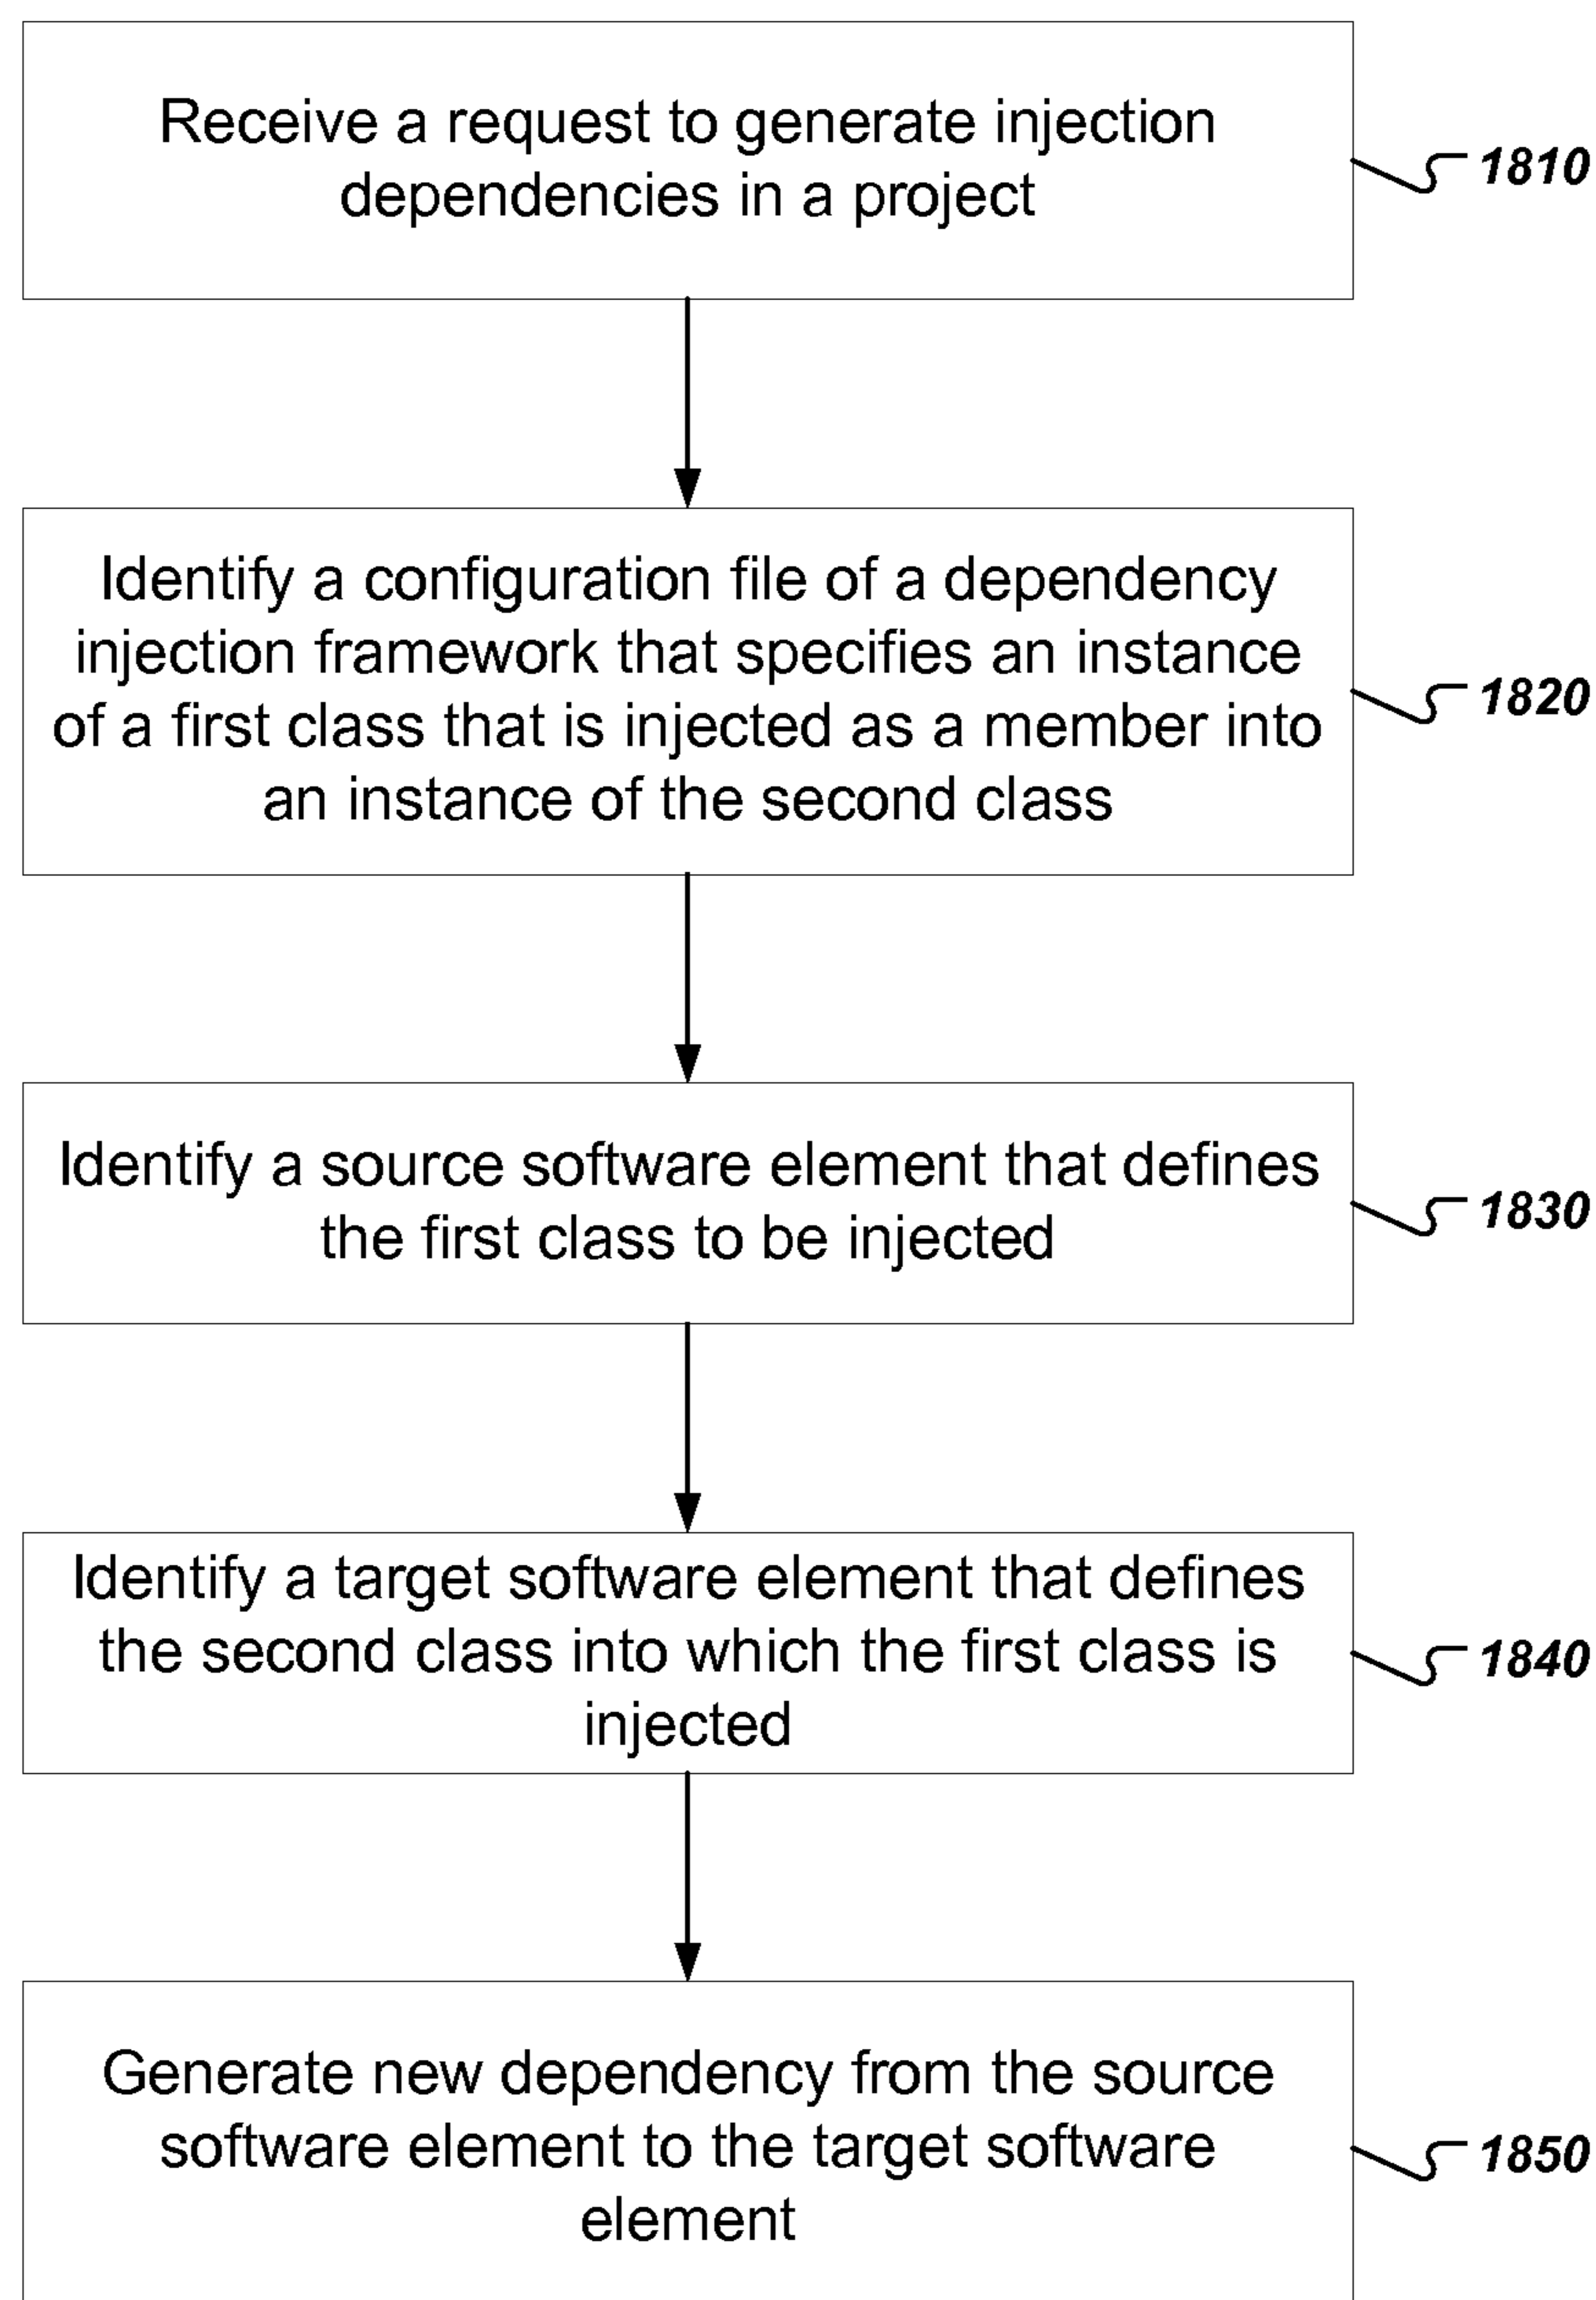 Receive a request to generate injection
dependencies in a project
1810
Identify a configuration file of a dependency
injection framework that specifies an instance
of a first class that is injected as a member into
an instance of the second class
1820
Identify a source software element that defines
the first class to be injected
1830
Identify a target software element that defines
the second class into which the first class is
injected
1840
Generate new dependency from the source
software element to the target software
element
1850